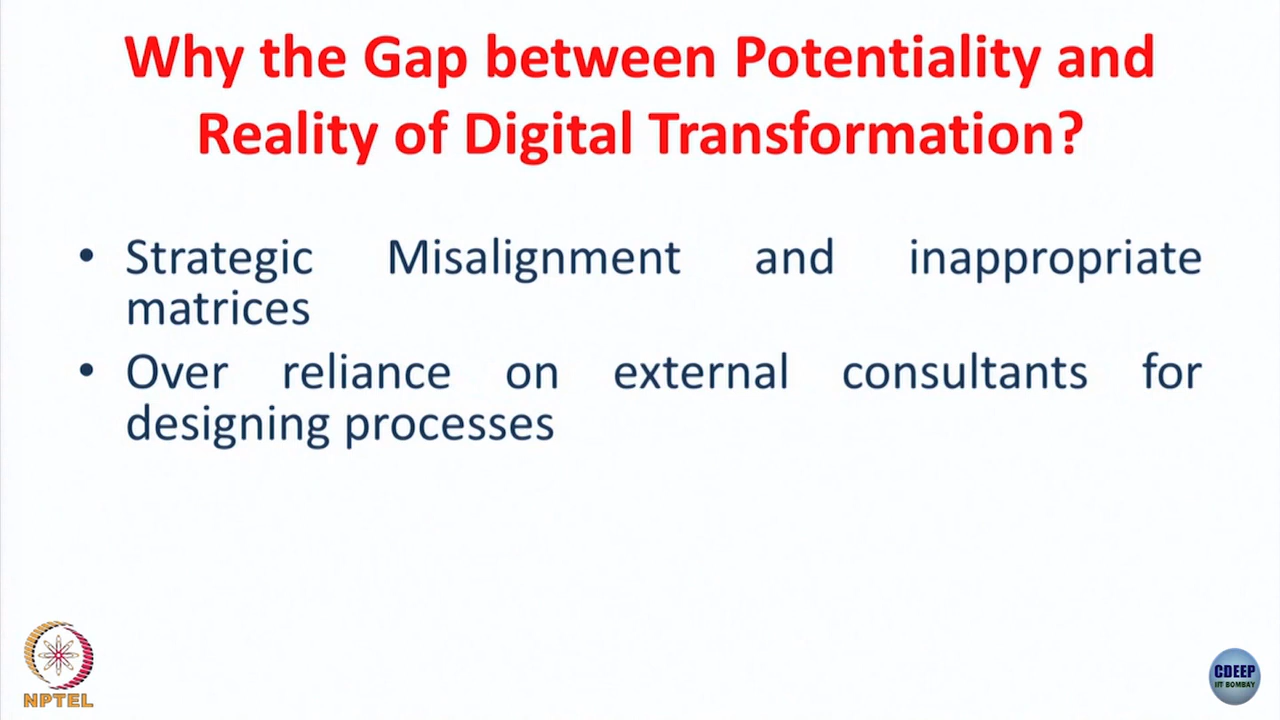 Why the Gap between Potentiality and
Reality of Digital Transformation?
• Strategic Misalignment and inappropriate
matrices
• Over reliance on external consultants for
designing processes
NPTEL
CDEEP
IIT BOMBAY